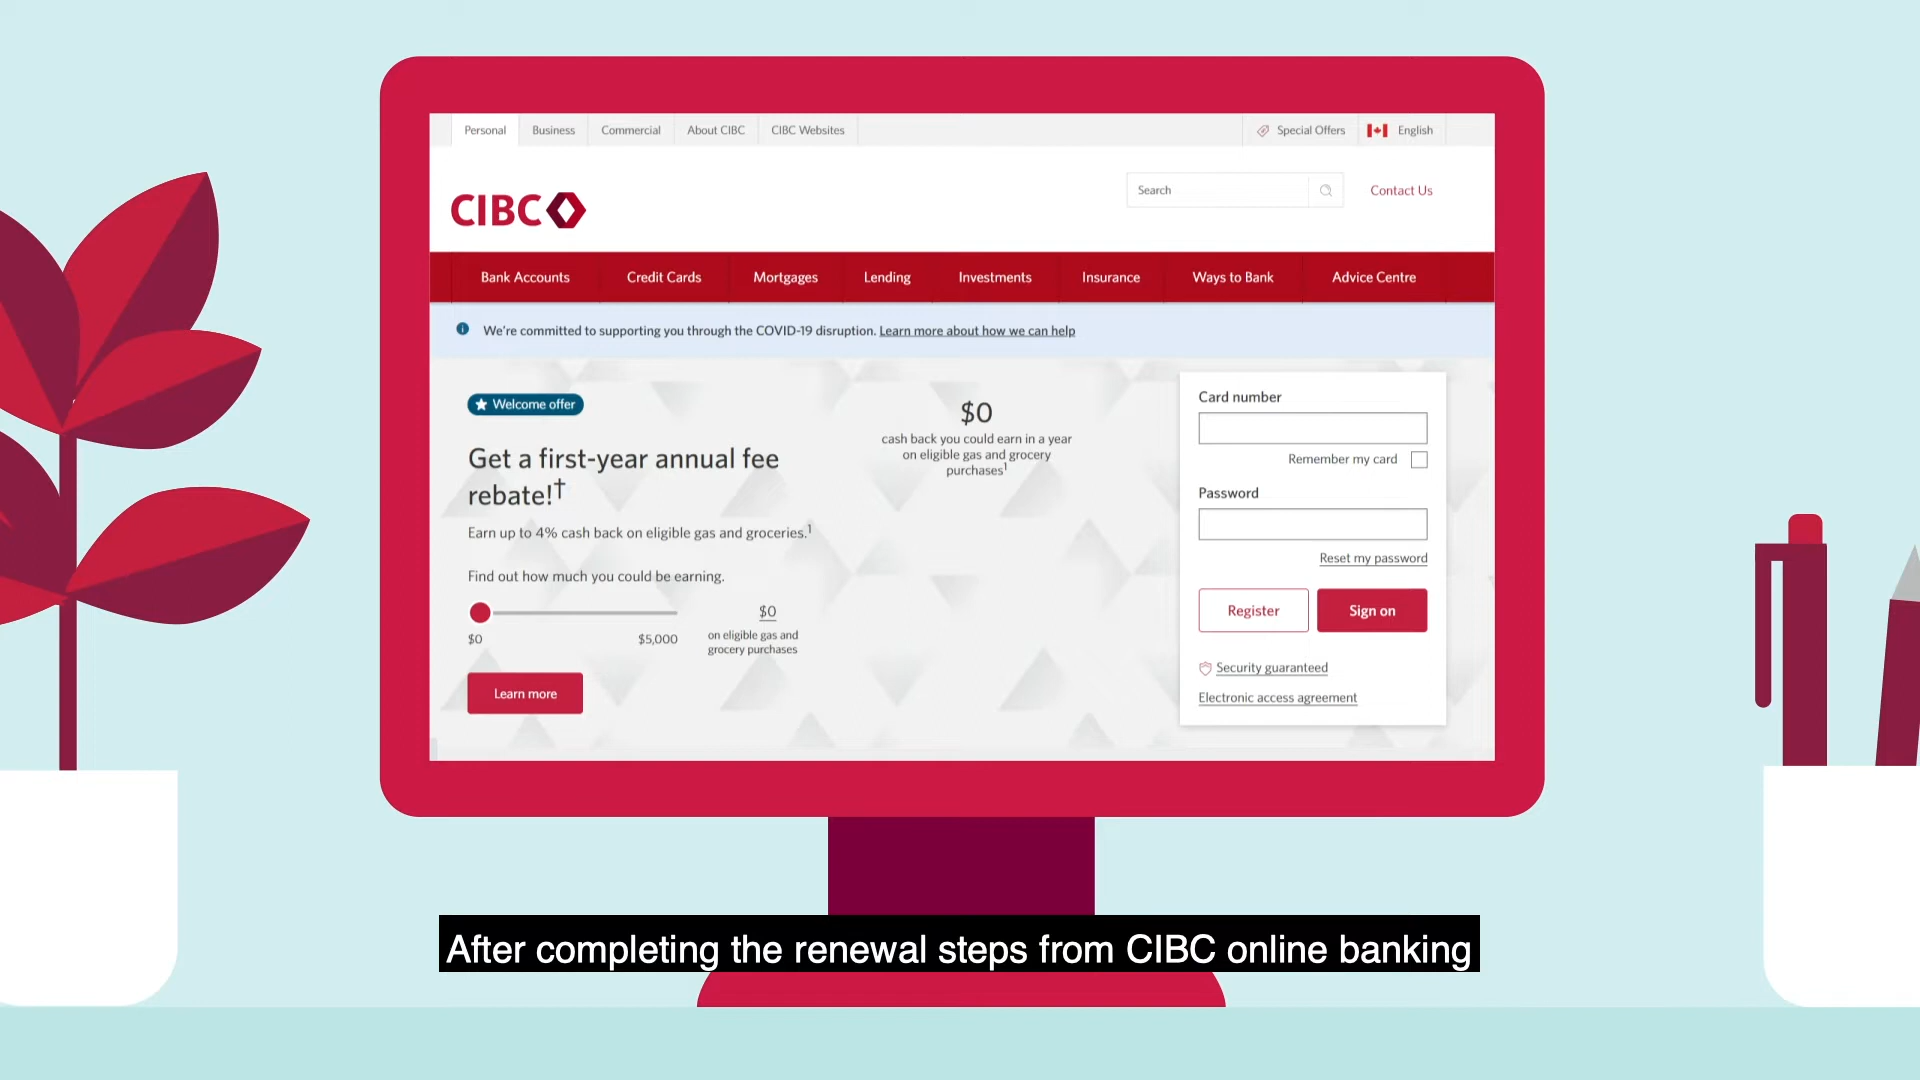 Personal Business Commercial About CIBC CIBC Websites Special Offers English
CIBC
Search
Contact Us
Bank Accounts Credit Cards Mortgages Lending Investments Insurance Ways to Bank Advice Centre
We're committed to supporting you through the COVID-19 disruption. Learn more about how we can help
Welcome offer
Get a first-year annual fee
rebate!†
Earn up to 4% cash back on eligible gas and groceries.1
Find out how much you could be earning.
$0
$5,000
$0
on eligible gas and
grocery purchases
Learn more
$0
cash back you could earn in a year
on eligible gas and grocery
purchases1
Card number
Remember my card
Password
Reset my password
Register
Sign on
Security guaranteed
Electronic access agreement
After completing the renewal steps from CIBC online banking